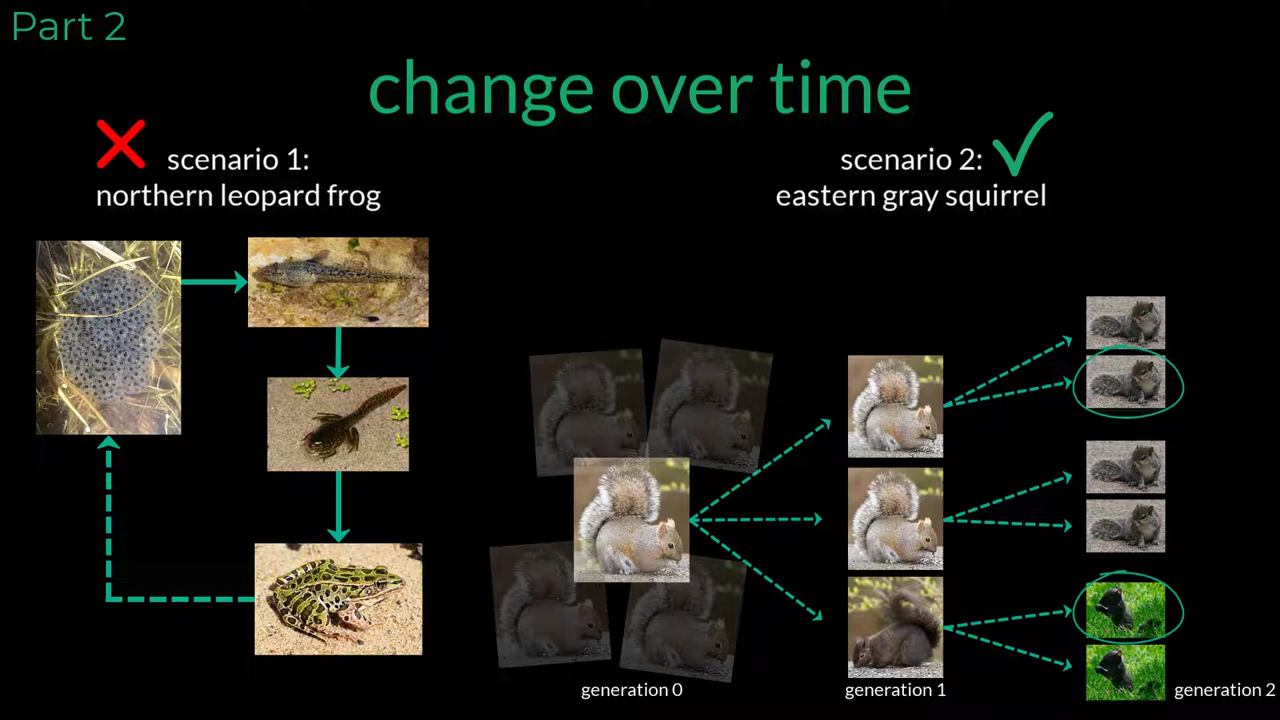 Part 2
change over time
scenario 1:
northern leopard frog
scenario 2:
eastern gray squirrel
generation 0
generation 1
generation 2